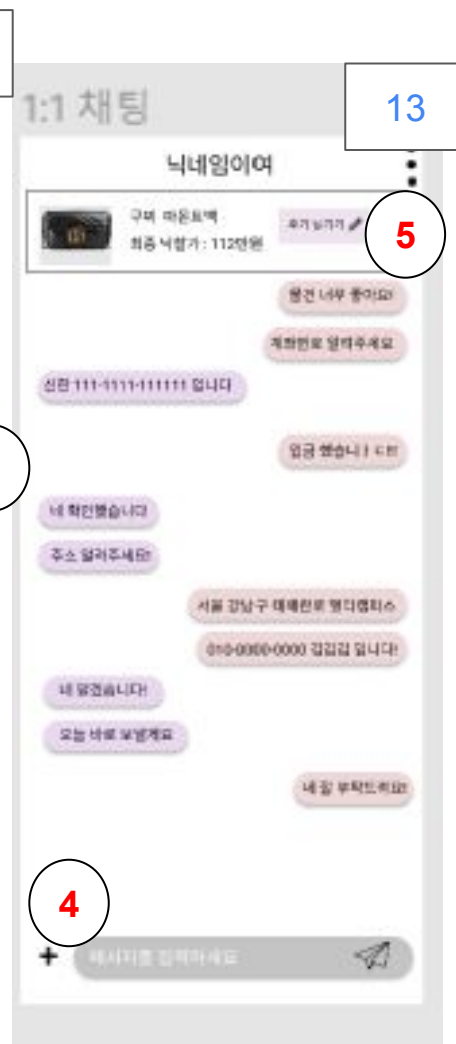 1:1 채팅
13
닉네임이여
구찌 마몬트백
최종 낙찰가 : 112만원
후기 남기기
5
물건 너무 좋아요!
계좌번호 알려주세요
신한 111-1111-111111 입니다
입금 했습니ㅏㄷ!!!
네 확인했습니다
주소 알려주세요!
서울 강남구 테헤란로 멀티캠퍼스
010-0000-0000 김김김 입니다!
네 알겠습니다!
오늘 바로 보낼게요
네 잘 부탁드려요!
4
+ 메시지를 입력하세요